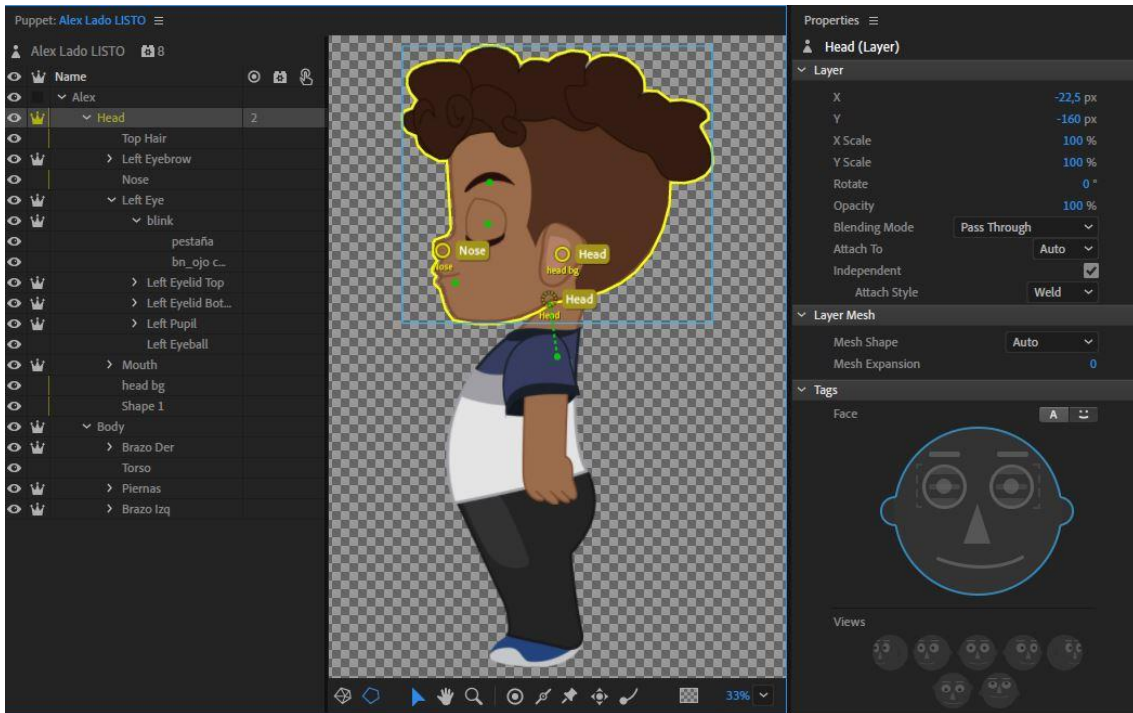 Puppet: Alex Lado LISTO
Alex Lado LISTO 8
Name
Alex
Head 2
Top Hair
Left Eyebrow
Nose
Left Eye
blink
pestaña
bn_ojo c...
Left Eyelid Top
Left Eyelid Bot...
Left Pupil
Left Eyeball
Mouth
head bg
Shape 1
Body
Brazo Der
Torso
Piernas
Brazo Izq
Nose
Nose
Head
head bg
Head
Head
33%
Properties
Head (Layer)
Layer
X -22,5 px
Y -160 px
X Scale 100 %
Y Scale 100 %
Rotate 0 °
Opacity 100 %
Blending Mode Pass Through
Attach To Auto
Independent
Attach Style Weld
Layer Mesh
Mesh Shape Auto
Mesh Expansion 0
Tags
Face A
Views